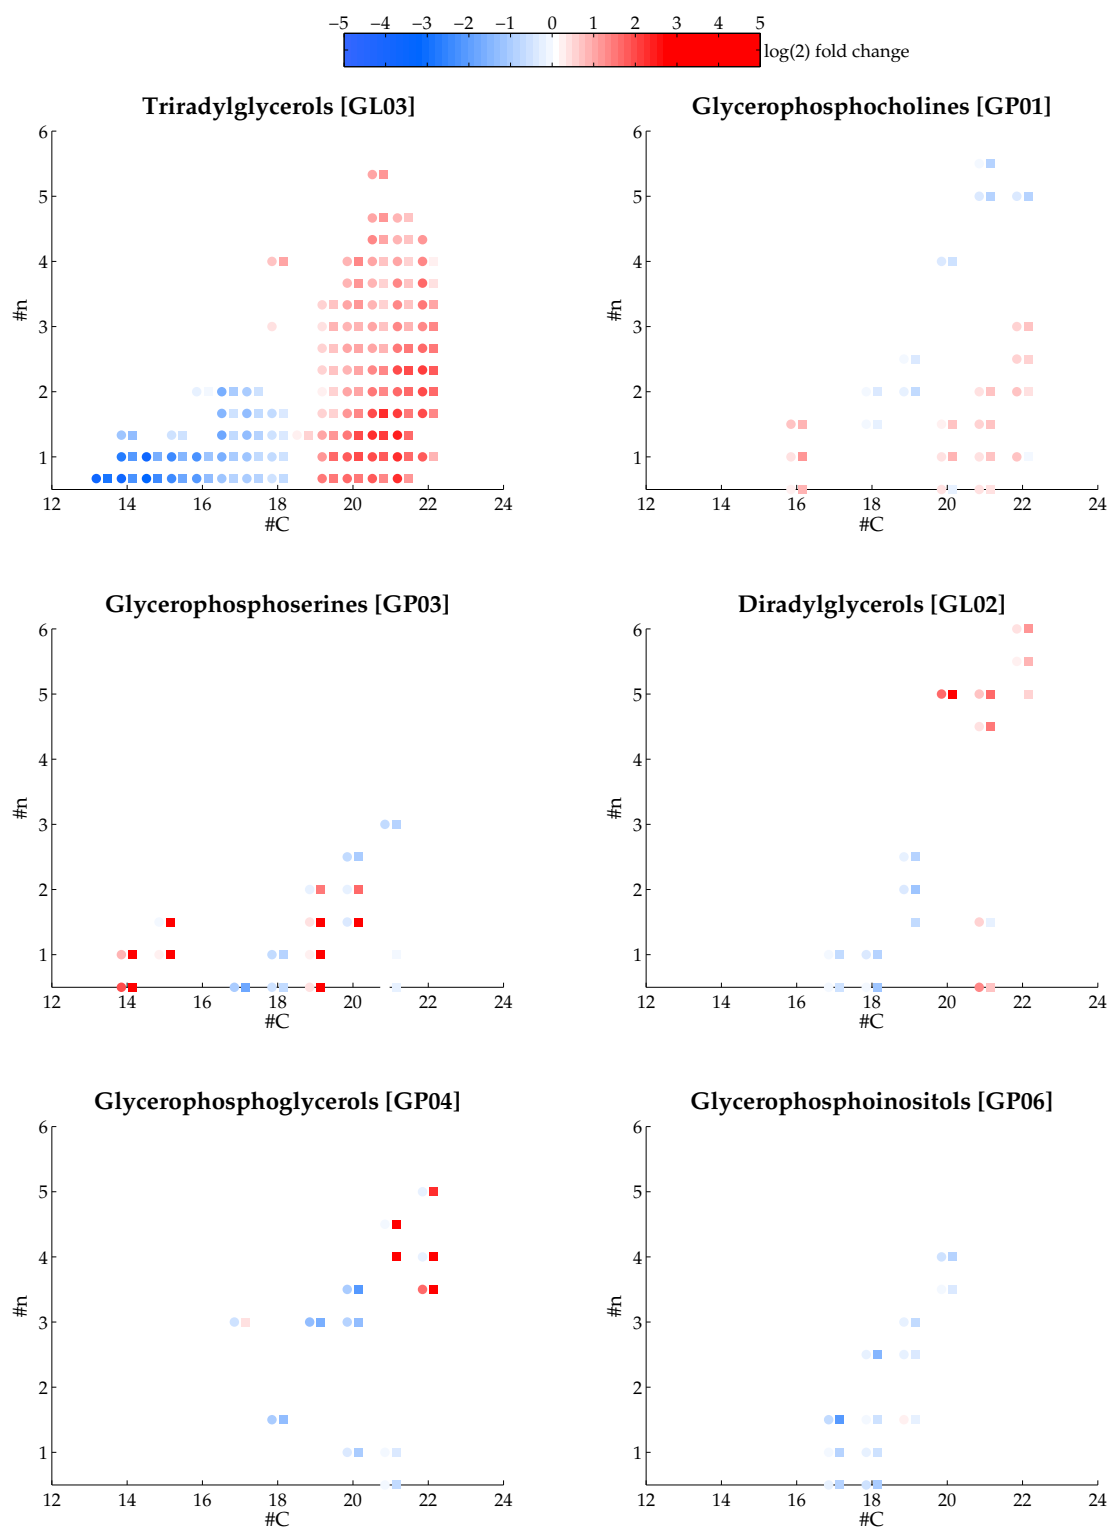 −5 −4 −3 −2 −1 0 1 2 3 4 5
log(2) fold change
Triradylglycerols [GL03]
6
5
4
3
2
1
#n
12 14 16 18 20 22 24
#C
Glycerophosphocholines [GP01]
6
5
4
3
2
1
#n
12 14 16 18 20 22 24
#C
Glycerophosphoserines [GP03]
6
5
4
3
2
1
#n
12 14 16 18 20 22 24
#C
Diradylglycerols [GL02]
6
5
4
3
2
1
#n
12 14 16 18 20 22 24
#C
Glycerophosphoglycerols [GP04]
6
5
4
3
2
1
#n
12 14 16 18 20 22 24
#C
Glycerophosphoinositols [GP06]
6
5
4
3
2
1
#n
12 14 16 18 20 22 24
#C